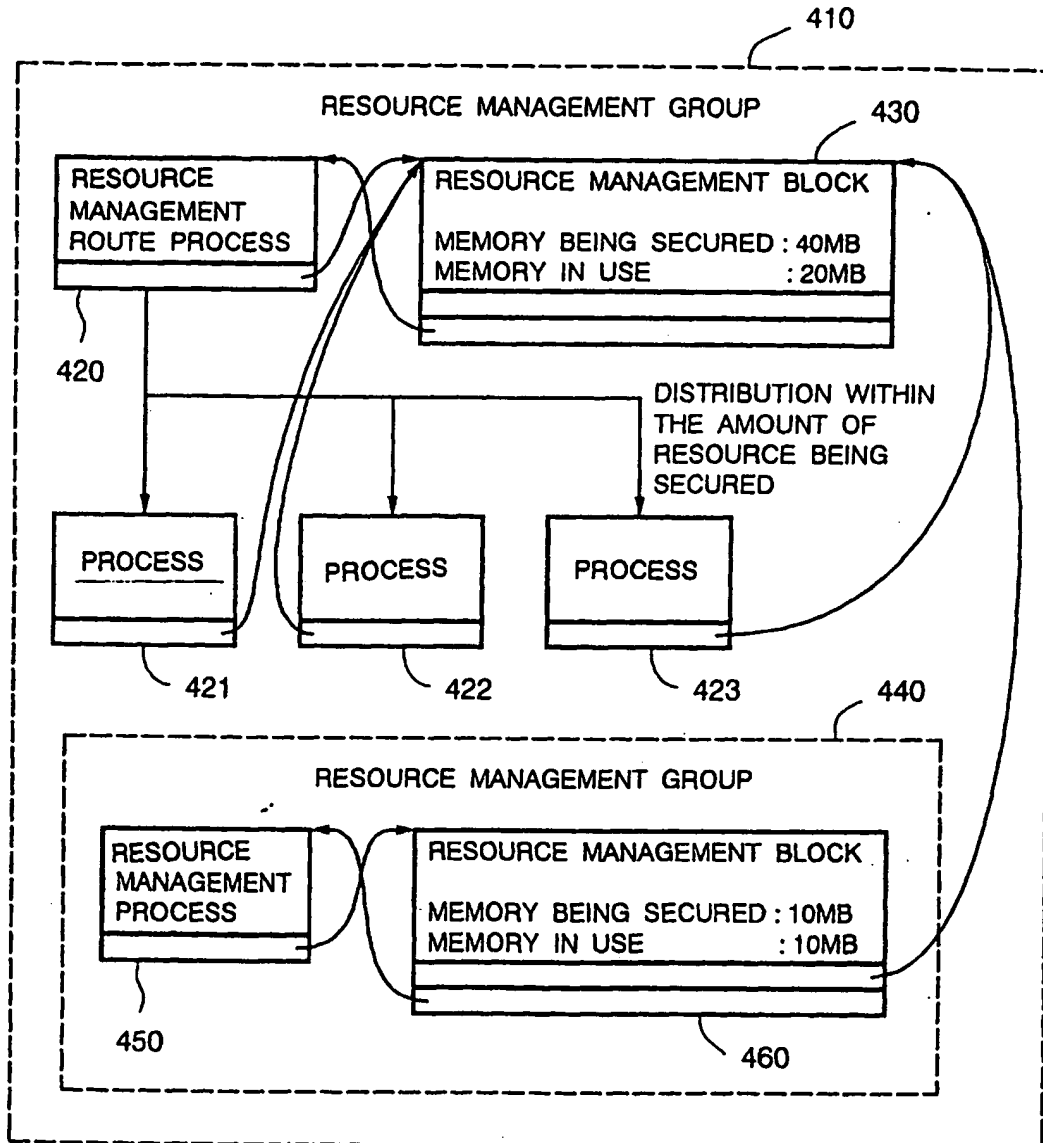 410
RESOURCE MANAGEMENT GROUP
430
RESOURCE
MANAGEMENT
ROUTE PROCESS
RESOURCE MANAGEMENT BLOCK
MEMORY BEING SECURED : 40MB
MEMORY IN USE : 20MB
420
DISTRIBUTION WITHIN
THE AMOUNT OF
RESOURCE BEING
SECURED
PROCESS
PROCESS
PROCESS
421
422
423
440
RESOURCE MANAGEMENT GROUP
RESOURCE
MANAGEMENT
PROCESS
RESOURCE MANAGEMENT BLOCK
MEMORY BEING SECURED : 10MB
MEMORY IN USE : 10MB
450
460